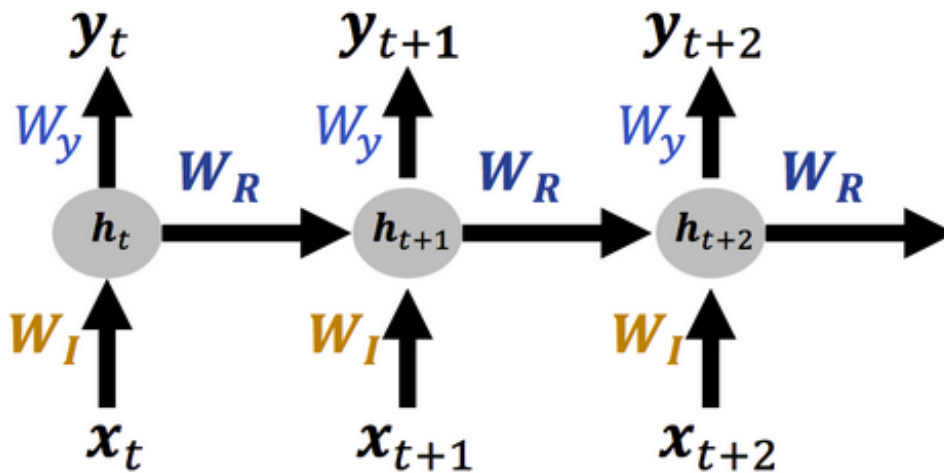 y_t y_{t+1} y_{t+2}
W_y W_y W_y
W_R W_R W_R
h_t h_{t+1} h_{t+2}
W_I W_I W_I
x_t x_{t+1} x_{t+2}